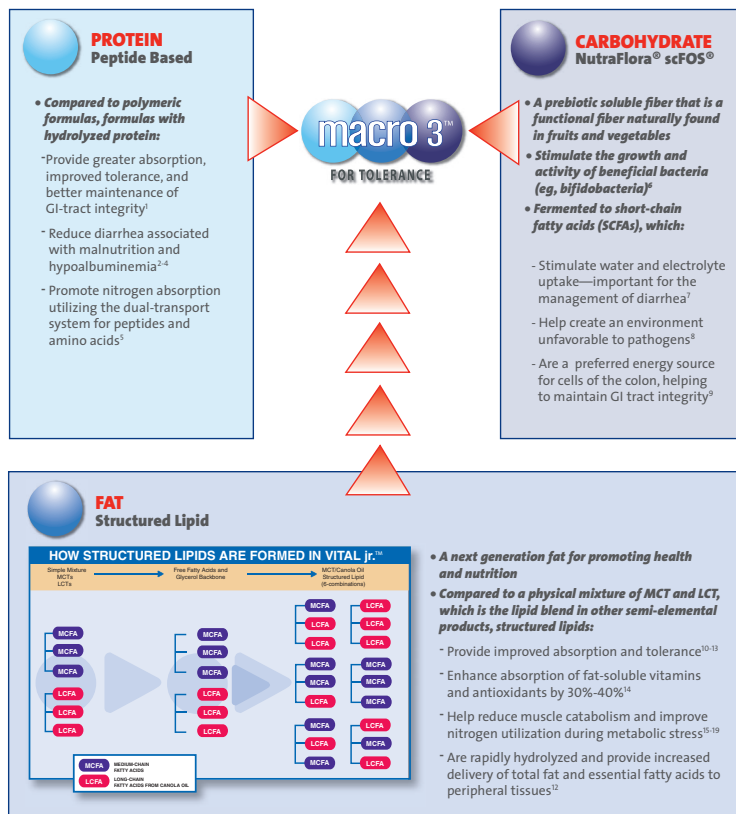 PROTEIN
Peptide Based
• Compared to polymeric
formulas, formulas with
hydrolyzed protein:
-Provide greater absorption,
improved tolerance, and
better maintenance of
GI-tract integrity¹
- Reduce diarrhea associated
with malnutrition and
hypoalbuminemia²⁻⁴
- Promote nitrogen absorption
utilizing the dual-transport
system for peptides and
amino acids⁵
macro 3™
FOR TOLERANCE
CARBOHYDRATE
NutraFlora® scFOS®
• A prebiotic soluble fiber that is a
functional fiber naturally found
in fruits and vegetables
• Stimulate the growth and
activity of beneficial bacteria
(eg, bifidobacteria)⁶
• Fermented to short-chain
fatty acids (SCFAs), which:
- Stimulate water and electrolyte
uptake—important for the
management of diarrhea⁷
- Help create an environment
unfavorable to pathogens⁸
- Are a preferred energy source
for cells of the colon, helping
to maintain GI tract integrity⁹
FAT
Structured Lipid
HOW STRUCTURED LIPIDS ARE FORMED IN VITAL jr.™
Simple Mixture
MCTs
LCTs
Free Fatty Acids and
Glycerol Backbone
MCT/Canola Oil
Structured Lipid
(6-combinations)
MCFA
MCFA
MCFA
LCFA
LCFA
LCFA
MCFA
MCFA
MCFA
LCFA
LCFA
LCFA
MCFA LCFA
LCFA MCFA
LCFA LCFA
MCFA MCFA
MCFA MCFA
LCFA MCFA
MCFA LCFA
LCFA MCFA
MCFA LCFA
MCFA MEDIUM-CHAIN
FATTY ACIDS
LCFA LONG-CHAIN
FATTY ACIDS FROM CANOLA OIL
• A next generation fat for promoting health
and nutrition
• Compared to a physical mixture of MCT and LCT,
which is the lipid blend in other semi-elemental
products, structured lipids:
- Provide improved absorption and tolerance¹⁰⁻¹³
- Enhance absorption of fat-soluble vitamins
and antioxidants by 30%-40%¹⁴
- Help reduce muscle catabolism and improve
nitrogen utilization during metabolic stress¹⁵⁻¹⁹
- Are rapidly hydrolyzed and provide increased
delivery of total fat and essential fatty acids to
peripheral tissues¹²